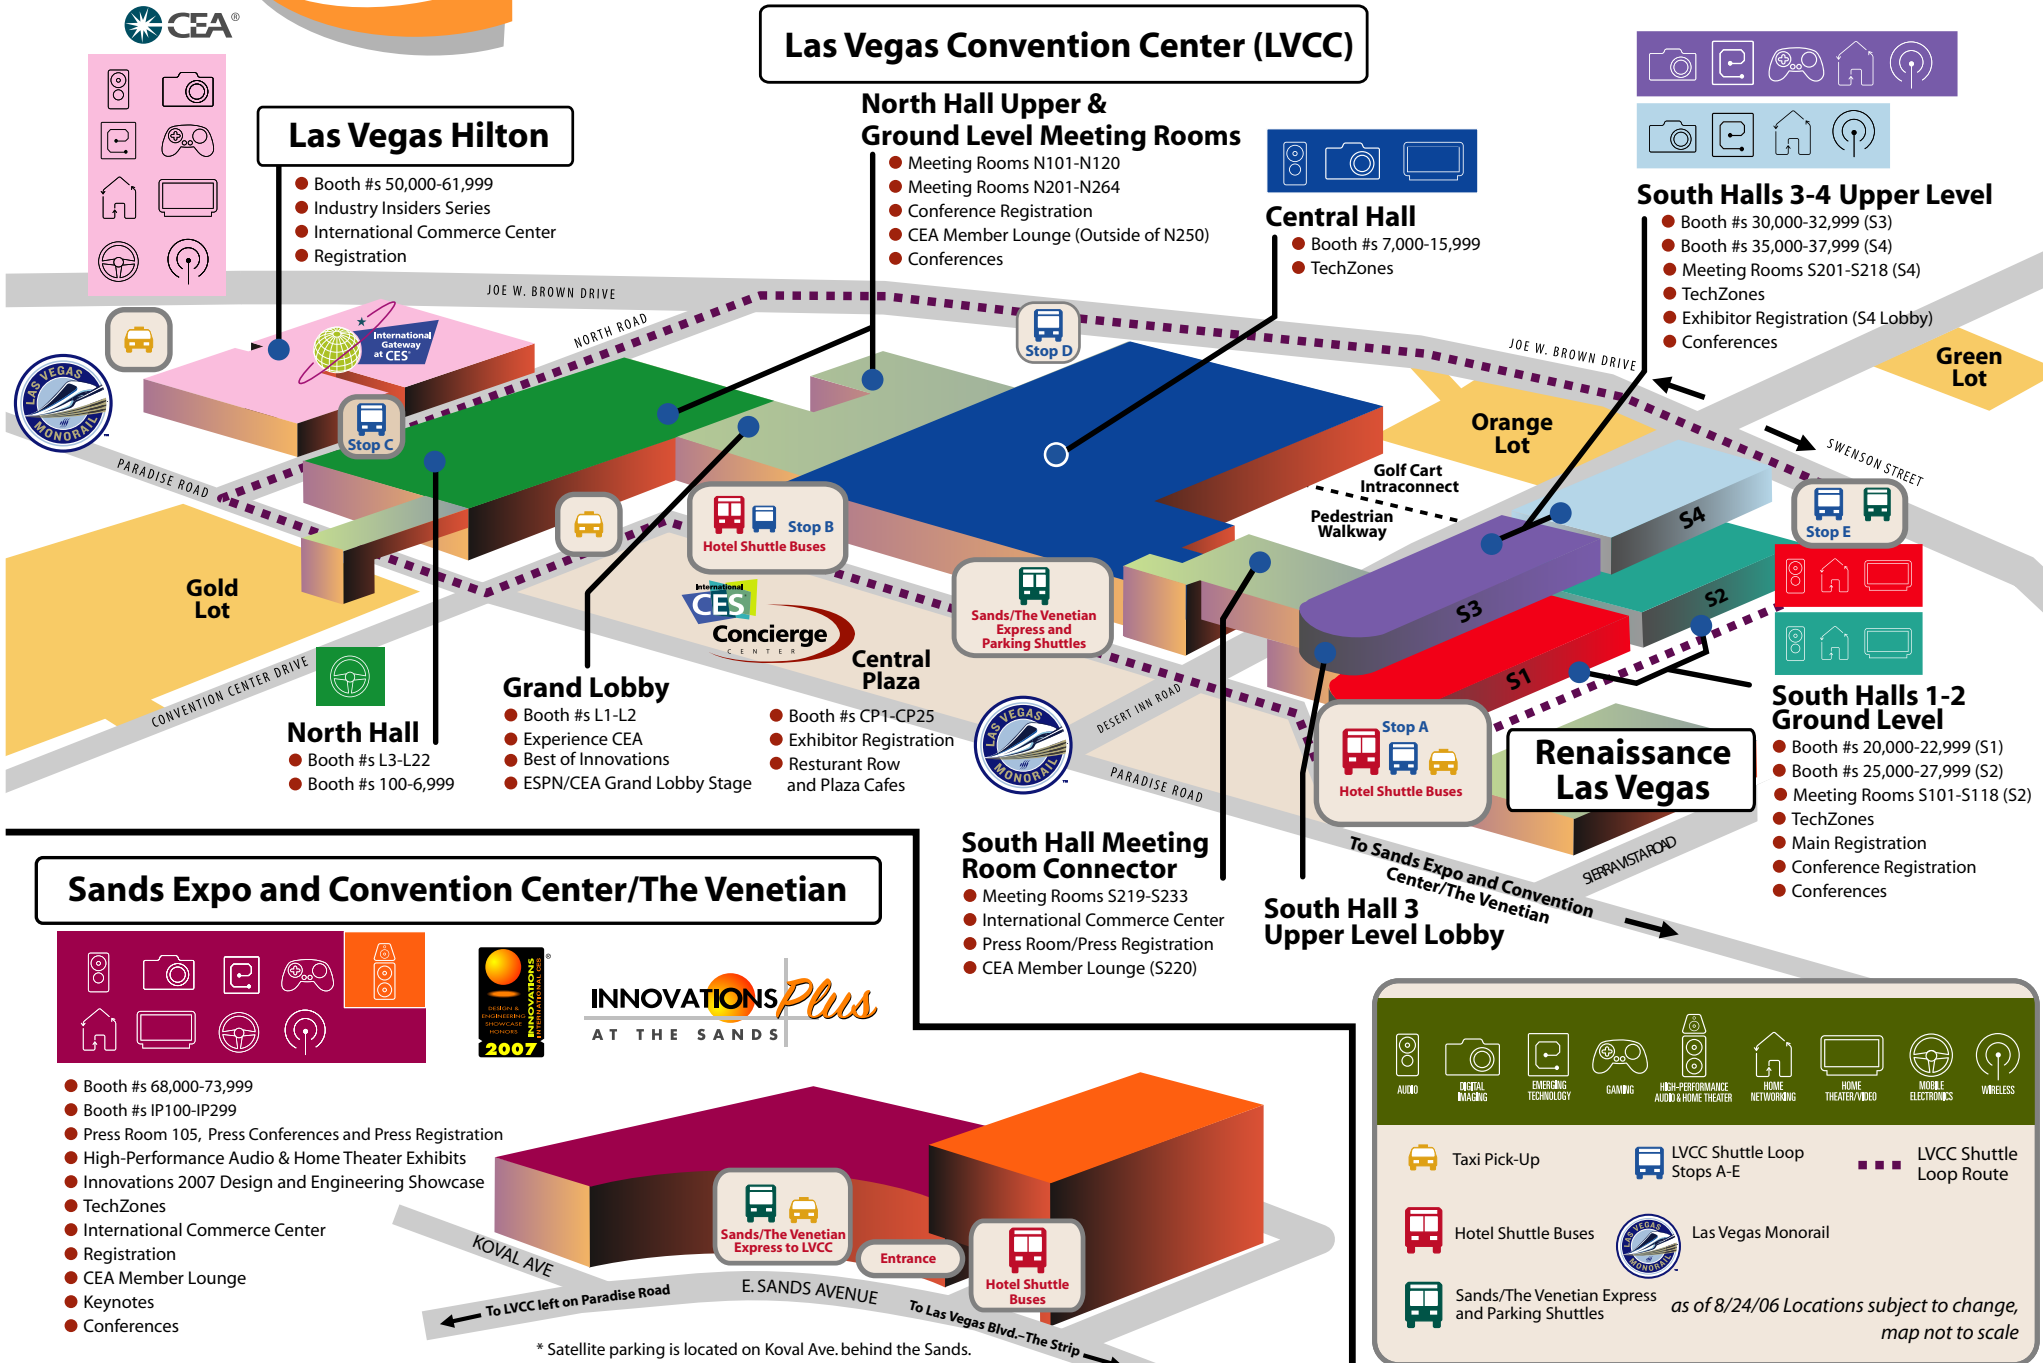 CEA®
Las Vegas Convention Center (LVCC)
Las Vegas Hilton
Booth #s 50,000-61,999
Industry Insiders Series
International Commerce Center
Registration
North Hall Upper &
Ground Level Meeting Rooms
Meeting Rooms N101-N120
Meeting Rooms N201-N264
Conference Registration
CEA Member Lounge (Outside of N250)
Conferences
Central Hall
Booth #s 7,000-15,999
TechZones
South Halls 3-4 Upper Level
Booth #s 30,000-32,999 (S3)
Booth #s 35,000-37,999 (S4)
Meeting Rooms S201-S218 (S4)
TechZones
Exhibitor Registration (S4 Lobby)
Conferences
JOE W. BROWN DRIVE
NORTH ROAD
International
Gateway
at CES®
LAS VEGAS
MONORAIL
Stop C
Stop D
JOE W. BROWN DRIVE
Green
Lot
Orange
Lot
SWENSON STREET
PARADISE ROAD
Golf Cart
Intraconnect
Pedestrian
Walkway
Stop B
Hotel Shuttle Buses
S4
Stop E
Gold
Lot
International
CES
Concierge
CENTER
Sands/The Venetian
Express and
Parking Shuttles
S3
S2
S1
Central
Plaza
CONVENTION CENTER DRIVE
DESERT INN ROAD
North Hall
Booth #s L3-L22
Booth #s 100-6,999
Grand Lobby
Booth #s L1-L2
Experience CEA
Best of Innovations
ESPN/CEA Grand Lobby Stage
Booth #s CP1-CP25
Exhibitor Registration
Resturant Row
and Plaza Cafes
LAS VEGAS
MONORAIL
PARADISE ROAD
Stop A
Hotel Shuttle Buses
Renaissance
Las Vegas
South Halls 1-2
Ground Level
Booth #s 20,000-22,999 (S1)
Booth #s 25,000-27,999 (S2)
Meeting Rooms S101-S118 (S2)
TechZones
Main Registration
Conference Registration
Conferences
South Hall Meeting
Room Connector
Meeting Rooms S219-S233
International Commerce Center
Press Room/Press Registration
CEA Member Lounge (S220)
South Hall 3
Upper Level Lobby
To Sands Expo and Convention
Center/The Venetian
SIERRA VISTA ROAD
Sands Expo and Convention Center/The Venetian
DESIGN &
ENGINEERING
SHOWCASE
HONORS
INNOVATIONS
INTERNATIONAL CES
®
2007
INNOVATIONS Plus
AT THE SANDS
Booth #s 68,000-73,999
Booth #s IP100-IP299
Press Room 105, Press Conferences and Press Registration
High-Performance Audio & Home Theater Exhibits
Innovations 2007 Design and Engineering Showcase
TechZones
International Commerce Center
Registration
CEA Member Lounge
Keynotes
Conferences
Sands/The Venetian
Express to LVCC
Entrance
Hotel Shuttle
Buses
KOVAL AVE
E. SANDS AVENUE
To LVCC left on Paradise Road
To Las Vegas Blvd.–The Strip
* Satellite parking is located on Koval Ave. behind the Sands.
AUDIO
DIGITAL
IMAGING
EMERGING
TECHNOLOGY
GAMING
HIGH-PERFORMANCE
AUDIO & HOME THEATER
HOME
NETWORKING
HOME
THEATER/VIDEO
MOBILE
ELECTRONICS
WIRELESS
Taxi Pick-Up
LVCC Shuttle Loop
Stops A-E
LVCC Shuttle
Loop Route
Hotel Shuttle Buses
LAS VEGAS
MONORAIL
Las Vegas Monorail
Sands/The Venetian Express
and Parking Shuttles
as of 8/24/06 Locations subject to change,
map not to scale